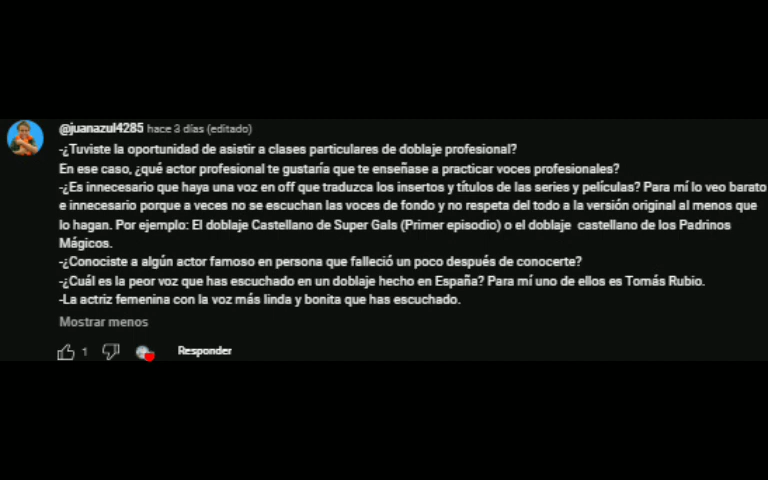 @juanazul4285 hace 3 días (editado)
-¿Tuviste la oportunidad de asistir a clases particulares de doblaje profesional?
En ese caso, ¿qué actor profesional te gustaría que te enseñase a practicar voces profesionales?
-¿Es innecesario que haya una voz en off que traduzca los insertos y títulos de las series y películas? Para mí lo veo barato
e innecesario porque a veces no se escuchan las voces de fondo y no respeta del todo a la versión original al menos que
lo hagan. Por ejemplo: El doblaje Castellano de Super Gals (Primer episodio) o el doblaje castellano de los Padrinos
Mágicos.
-¿Conociste a algún actor famoso en persona que falleció un poco después de conocerte?
-¿Cuál es la peor voz que has escuchado en un doblaje hecho en España? Para mí uno de ellos es Tomás Rubio.
-La actriz femenina con la voz más linda y bonita que has escuchado.
Mostrar menos
1 Responder